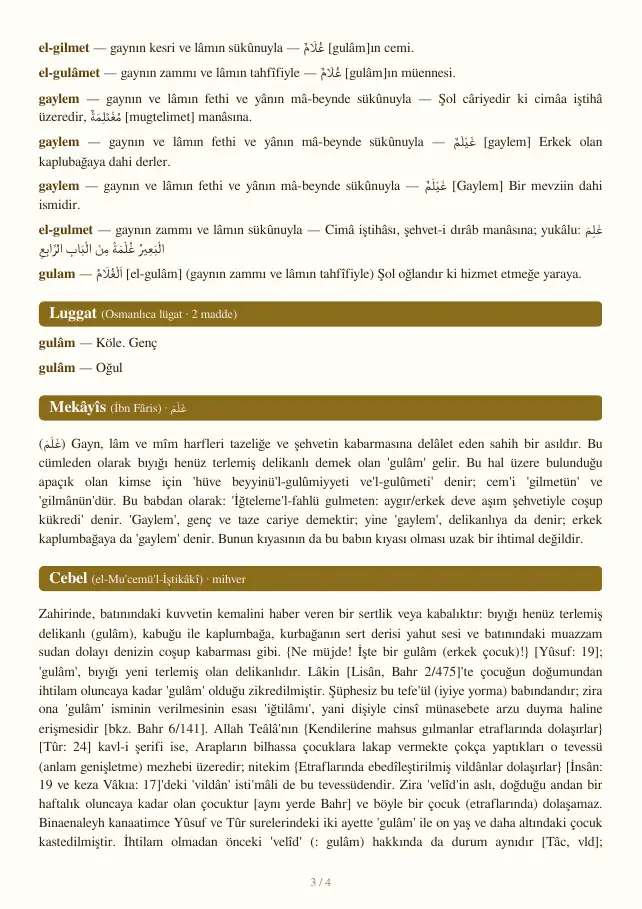 el-gilmet — gaynın kesri ve lâmın sükûnuyla — غُلَامٌ [gulâm]ın cemi.
el-gulâmet — gaynın zammı ve lâmın tahfîfiyle — غُلَامٌ [gulâm]ın müennesi.
gaylem — gaynın ve lâmın fethi ve yânın mâ-beynde sükûnuyla — Şol câriyedir ki cimâa iştihâ
üzeredir, مُغْتَلِمَةٌ [mugtelimet] manâsına.
gaylem — gaynın ve lâmın fethi ve yânın mâ-beynde sükûnuyla — غَيْلَمٌ [gaylem] Erkek olan
kaplubağaya dahi derler.
gaylem — gaynın ve lâmın fethi ve yânın mâ-beynde sükûnuyla — غَيْلَمٌ [Gaylem] Bir mevziin dahi
ismidir.
el-gulmet — gaynın zammı ve lâmın sükûnuyla — Cimâ iştihâsı, şehvet-i dırâb manâsına; yukâlu: غَلِمَ
الْبَعِيرُ غُلْمَةً مِنَ الْبَابِ الرَّابِعِ
gulam — اَلْغُلَامُ [el-gulâm] (gaynın zammı ve lâmın tahfîfiyle) Şol oğlandır ki hizmet etmeğe yaraya.
Luggat (Osmanlıca lügat · 2 madde)
gulâm — Köle. Genç
gulâm — Oğul
Mekâyîs (İbn Fâris) · غَلَمَ
(غَلَمَ) Gayn, lâm ve mîm harfleri tazeliğe ve şehvetin kabarmasına delâlet eden sahih bir asıldır. Bu
cümleden olarak bıyığı henüz terlemiş delikanlı demek olan 'gulâm' gelir. Bu hal üzere bulunduğu
apaçık olan kimse için 'hüve beyyinü'l-gulûmiyyeti ve'l-gulûmeti' denir; cem'i 'gilmetün' ve
'gilmânün'dür. Bu babdan olarak: 'İğteleme'l-fahlü gulmeten: aygır/erkek deve aşım şehvetiyle coşup
kükredi' denir. 'Gaylem', genç ve taze cariye demektir; yine 'gaylem', delikanlıya da denir; erkek
kaplumbağaya da 'gaylem' denir. Bunun kıyasının da bu babın kıyası olması uzak bir ihtimal değildir.
Cebel (el-Mu'cemü'l-İştikâkî) · mihver
Zahirinde, batınındaki kuvvetin kemalini haber veren bir sertlik veya kabalıktır: bıyığı henüz terlemiş
delikanlı (gulâm), kabuğu ile kaplumbağa, kurbağanın sert derisi yahut sesi ve batınındaki muazzam
sudan dolayı denizin coşup kabarması gibi. {Ne müjde! İşte bir gulâm (erkek çocuk)!} [Yûsuf: 19];
'gulâm', bıyığı yeni terlemiş olan delikanlıdır. Lâkin [Lisân, Bahr 2/475]'te çocuğun doğumundan
ihtilam oluncaya kadar 'gulâm' olduğu zikredilmiştir. Şüphesiz bu tefe'ül (iyiye yorma) babındandır; zira
ona 'gulâm' isminin verilmesinin esası 'iğtilâmı', yani dişiyle cinsî münasebete arzu duyma haline
erişmesidir [bkz. Bahr 6/141]. Allah Teâlâ'nın {Kendilerine mahsus gılmanlar etraflarında dolaşırlar}
[Tûr: 24] kavl-i şerifi ise, Arapların bilhassa çocuklara lakap vermekte çokça yaptıkları o tevessü
(anlam genişletme) mezhebi üzeredir; nitekim {Etraflarında ebedîleştirilmiş vildânlar dolaşırlar} [İnsân:
19 ve keza Vâkıa: 17]'deki 'vildân' isti'mâli de bu tevessüdendir. Zira 'velîd'in aslı, doğduğu andan bir
haftalık oluncaya kadar olan çocuktur [aynı yerde Bahr] ve böyle bir çocuk (etraflarında) dolaşamaz.
Binaenaleyh kanaatimce Yûsuf ve Tûr surelerindeki iki ayette 'gulâm' ile on yaş ve daha altındaki çocuk
kastedilmiştir. İhtilam olmadan önceki 'velîd' (: gulâm) hakkında da durum aynıdır [Tâc, vld];
3 / 4